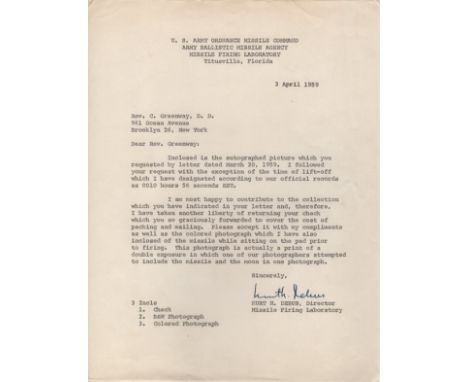 U. S. ARMY ORDNANCE MISSILE COMMAND
ARMY BALLISTIC MISSILE AGENCY
MISSILE FIRING LABORATORY
Titusville, Florida
3 April 1959
Rev. C. Greenway, D. D.
961 Ocean Avenue
Brooklyn 26, New York
Dear Rev. Greenway:
Inclosed is the autographed picture which you
requested by letter dated March 20, 1959. I followed
your request with the exception of the time of lift-off
which I have designated according to our official records
as 0010 hours 56 seconds EST.
I am most happy to contribute to the collection
which you have indicated in your letter and, therefore,
I have taken another liberty of returning your check
which you so graciously forwarded to cover the cost of
packing and mailing. Please accept it with my compliments
as well as the colored photograph which I have also
inclosed of the missile while sitting on the pad prior
to firing. This photograph is actually a print of a
double exposure in which one of our photographers attempted
to include the missile and the moon in one photograph.
Sincerely,
Kurt H. Debus
3 Incls
KURT H. DEBUS, Director
1. Check
Missile Firing Laboratory
2. B&W Photograph
3. Colored Photograph